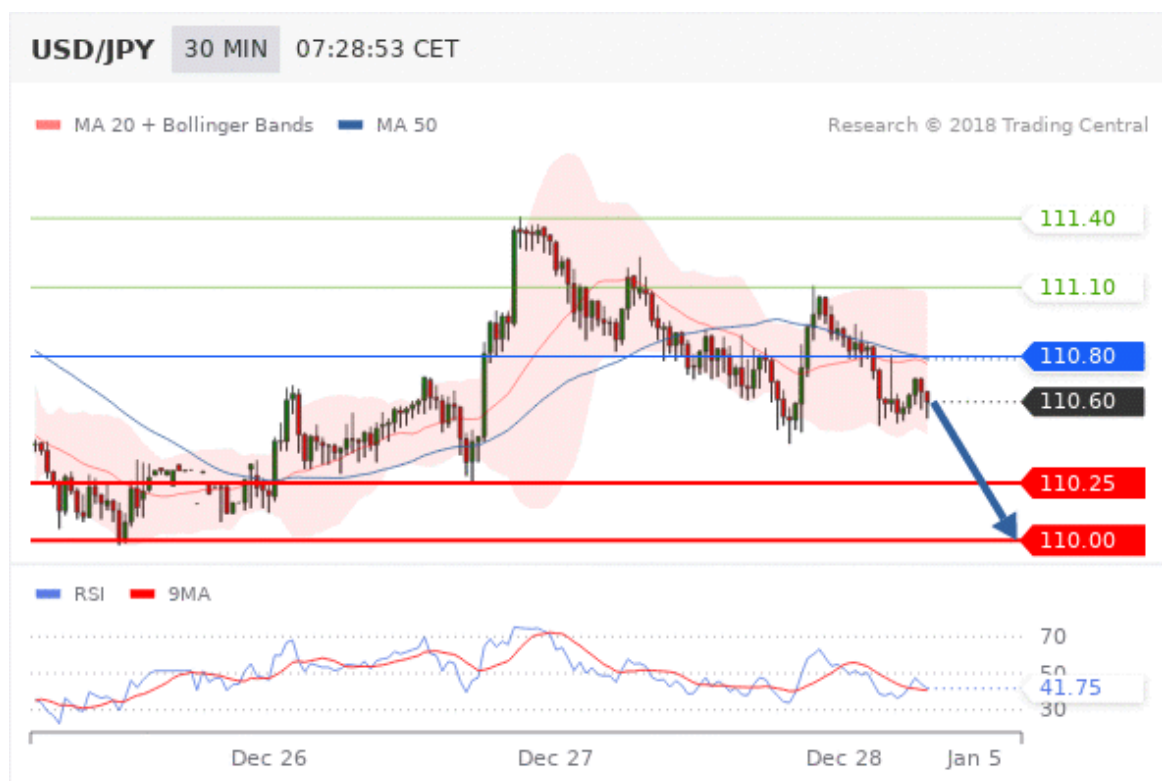 USD/JPY 30 MIN 07:28:53 CET
MA 20 + Bollinger Bands MA 50 Research © 2018 Trading Central
111.40
111.10
110.80
110.60
110.25
110.00
RSI 9MA
70
50
41.75
30
Dec 26 Dec 27 Dec 28 Jan 5